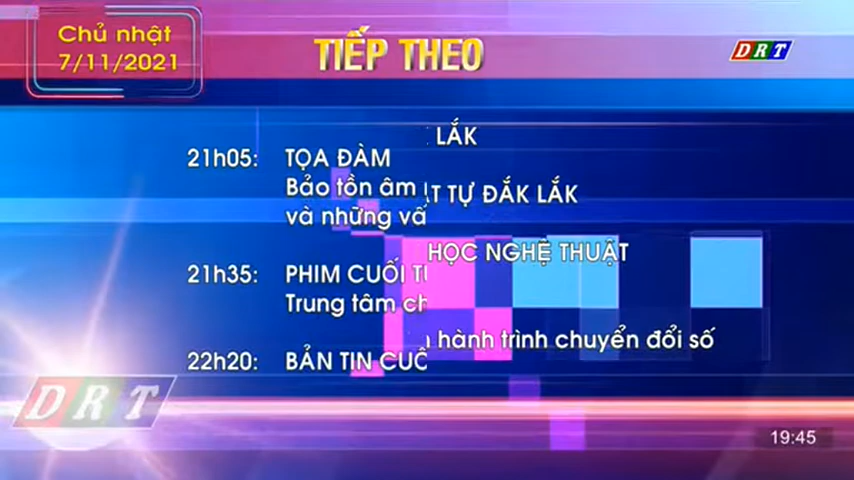 Chủ nhật
7/11/2021
TIẾP THEO
DRT
LẮK
21h05: TỌA ĐÀM
Bảo tồn âm
TỰ ĐẮK LẮK
và những
HỌC NGHỆ THUẬT
21h35: PHIM CUỐI
Trung tâm
hành trình chuyển đổi số
22h20: BẢN TIN
DRT
19:45